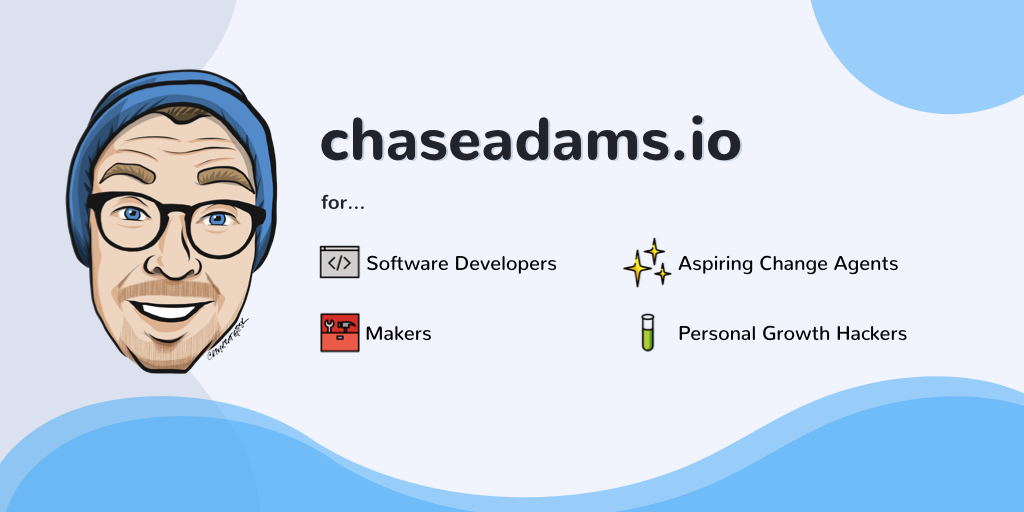 chaseadams.io
for...
</> Software Developers
Aspiring Change Agents
Makers
Personal Growth Hackers